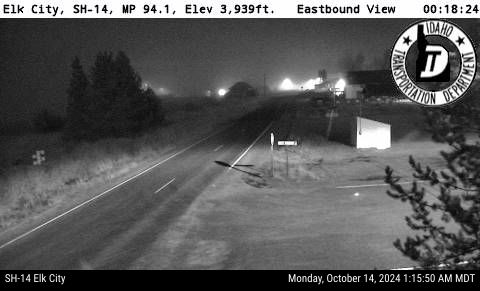 Elk City, SH-14, MP 94.1, Elev 3,939ft. Eastbound View 00:18:24
IDAHO
TRANSPORTATION DEPARTMENT
SH-14 Elk City Monday, October 14, 2024 1:15:50 AM MDT